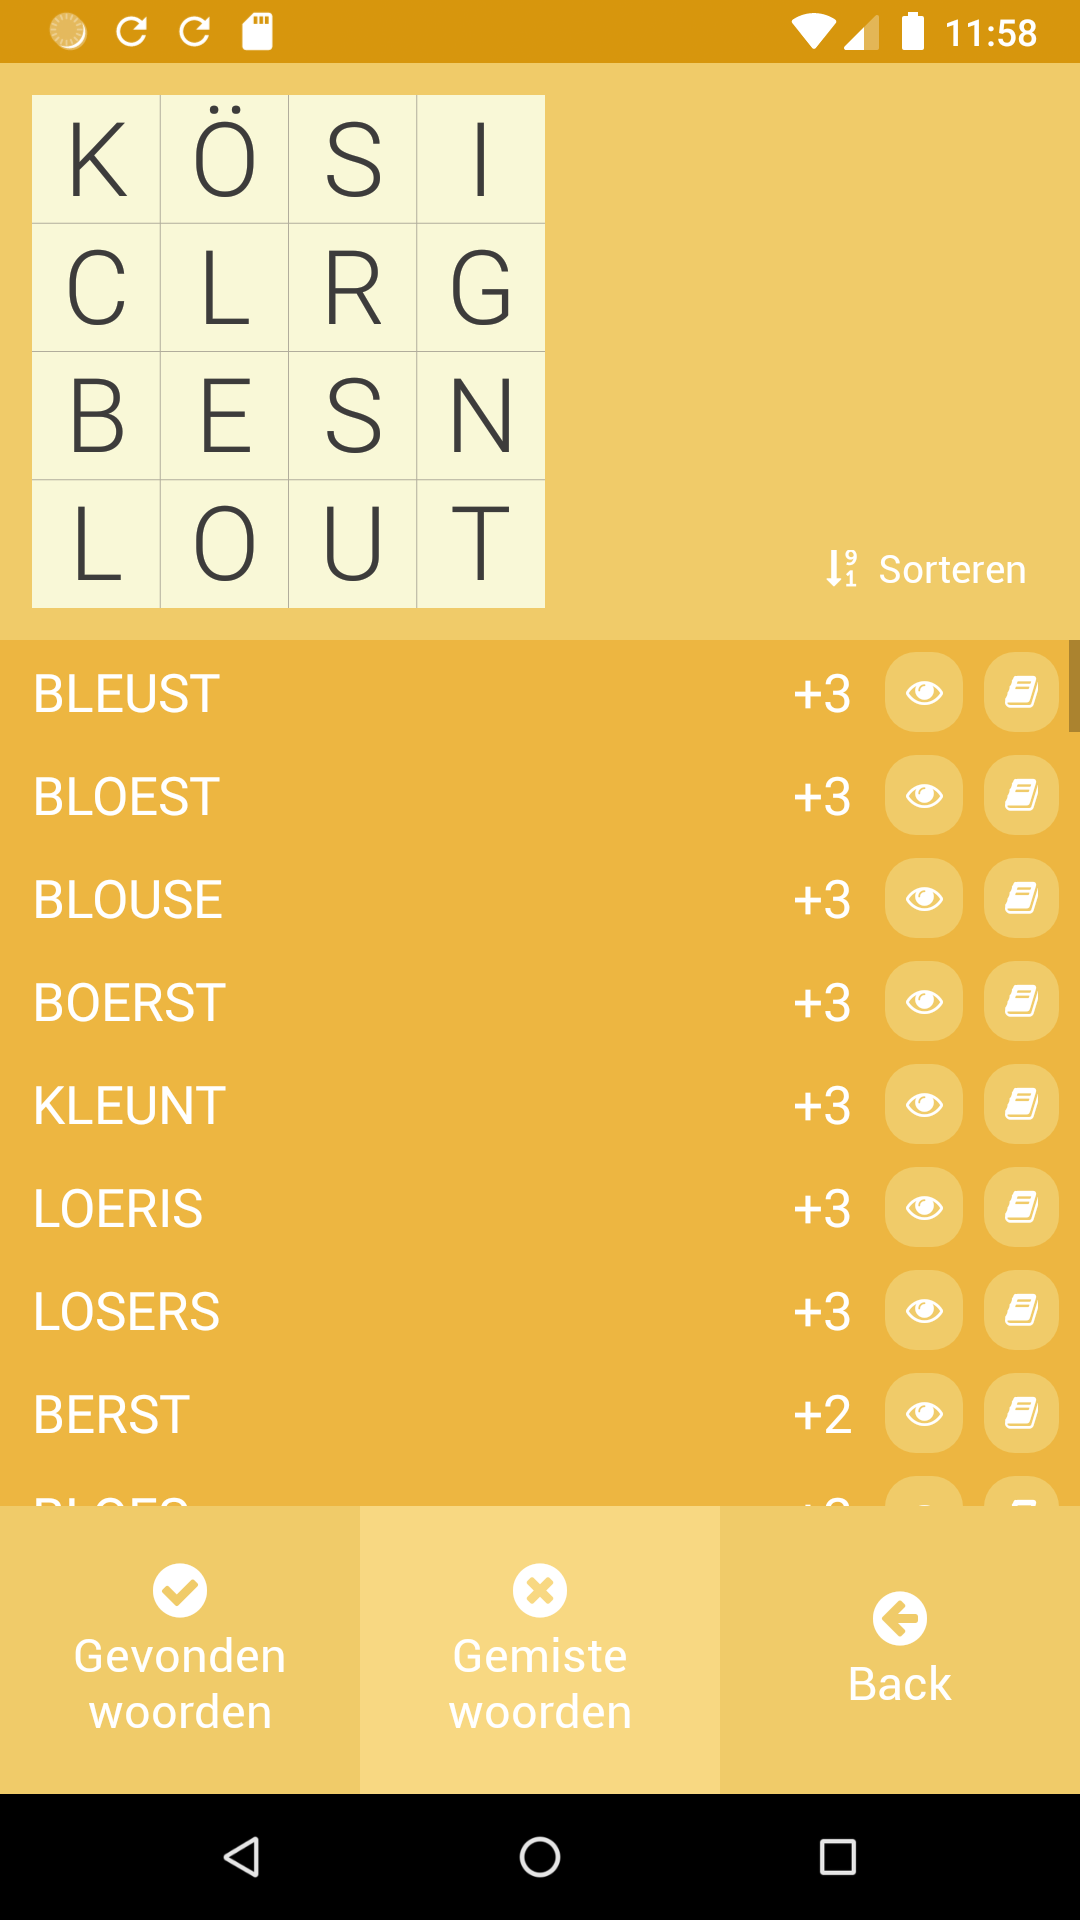 11:58
K Ö S I
C L R G
B E S N
L O U T
Sorteren
BLEUST +3
BLOEST +3
BLOUSE +3
BOERST +3
KLEUNT +3
LOERIS +3
LOSERS +3
BERST +2
Gevonden
woorden
Gemiste
woorden
Back